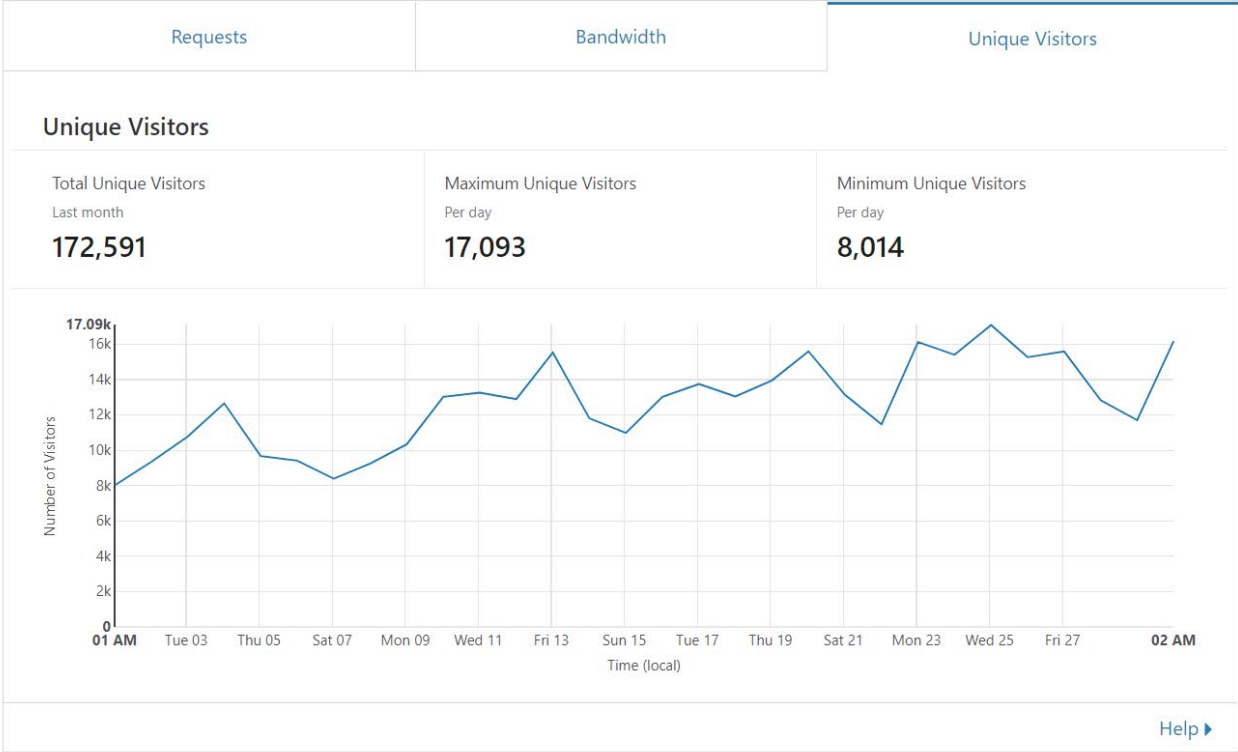 Requests
Bandwidth
Unique Visitors
Unique Visitors
Total Unique Visitors
Last month
172,591
Maximum Unique Visitors
Per day
17,093
Minimum Unique Visitors
Per day
8,014
Number of Visitors
17.09k
16k
14k
12k
10k
8k
6k
4k
2k
0
01 AM Tue 03 Thu 05 Sat 07 Mon 09 Wed 11 Fri 13 Sun 15 Tue 17 Thu 19 Sat 21 Mon 23 Wed 25 Fri 27 02 AM
Time (local)
Help